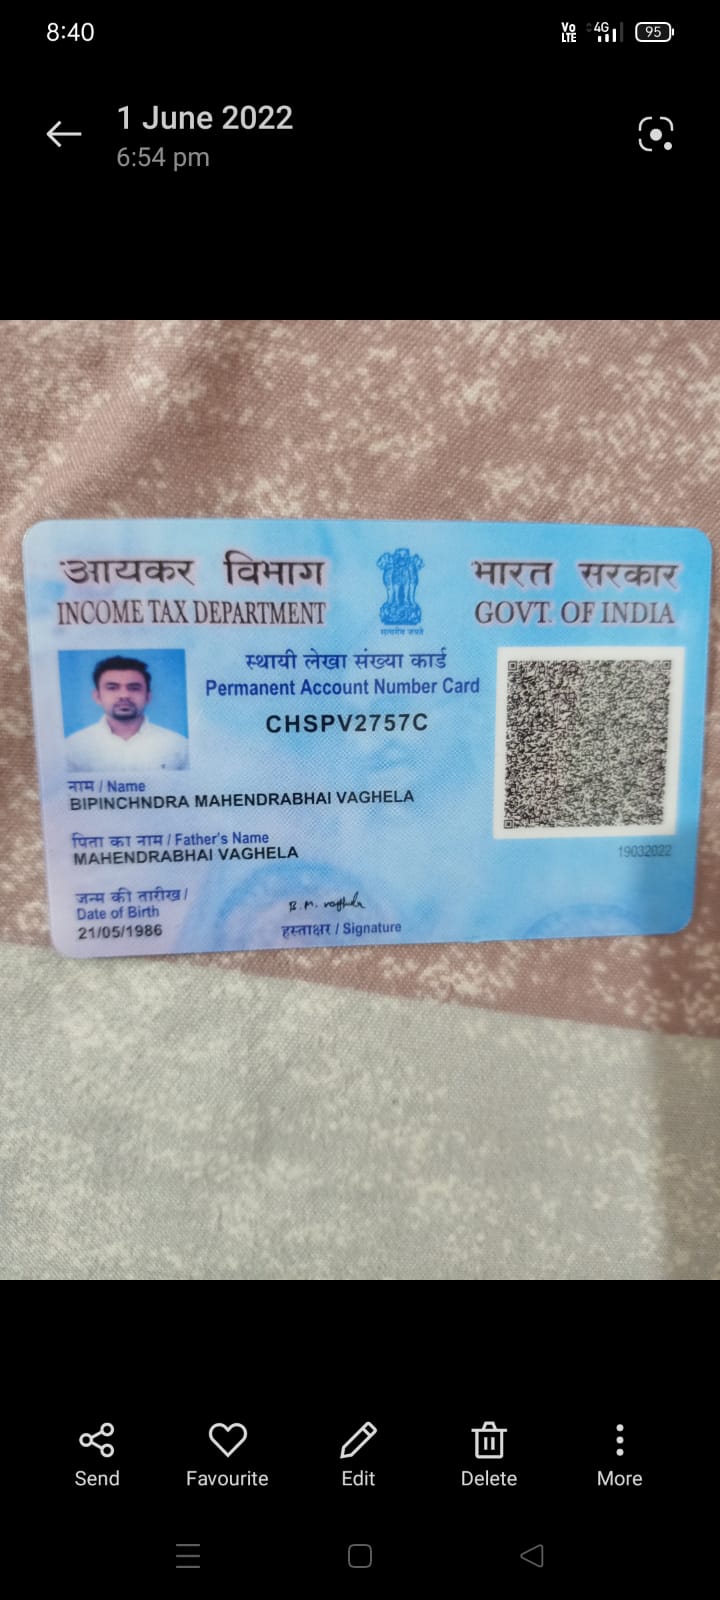 8:40
Vo LTE 4G 95
1 June 2022
6:54 pm
आयकर विभाग
INCOME TAX DEPARTMENT
सत्यमेव जयते
भारत सरकार
GOVT. OF INDIA
स्थायी लेखा संख्या कार्ड
Permanent Account Number Card
CHSPV2757C
नाम / Name
BIPINCHNDRA MAHENDRABHAI VAGHELA
पिता का नाम / Father's Name
MAHENDRABHAI VAGHELA
19032022
जन्म की तारीख /
Date of Birth
21/05/1986
B.M. vaghela
हस्ताक्षर / Signature
Send
Favourite
Edit
Delete
More